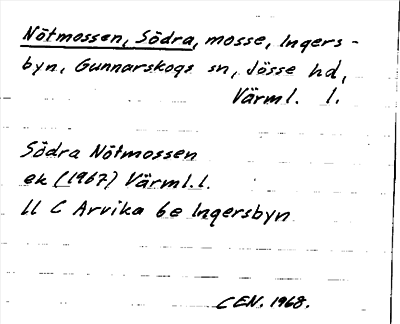 Nötmossen, Södra, mosse, Ingers-
byn, Gunnarskogs sn, Jösse hd,
Värml. l.
Södra Nötmossen
ek (1967) Värml.l.
11 C Arvika 6e Ingersbyn
CEN. 1968.